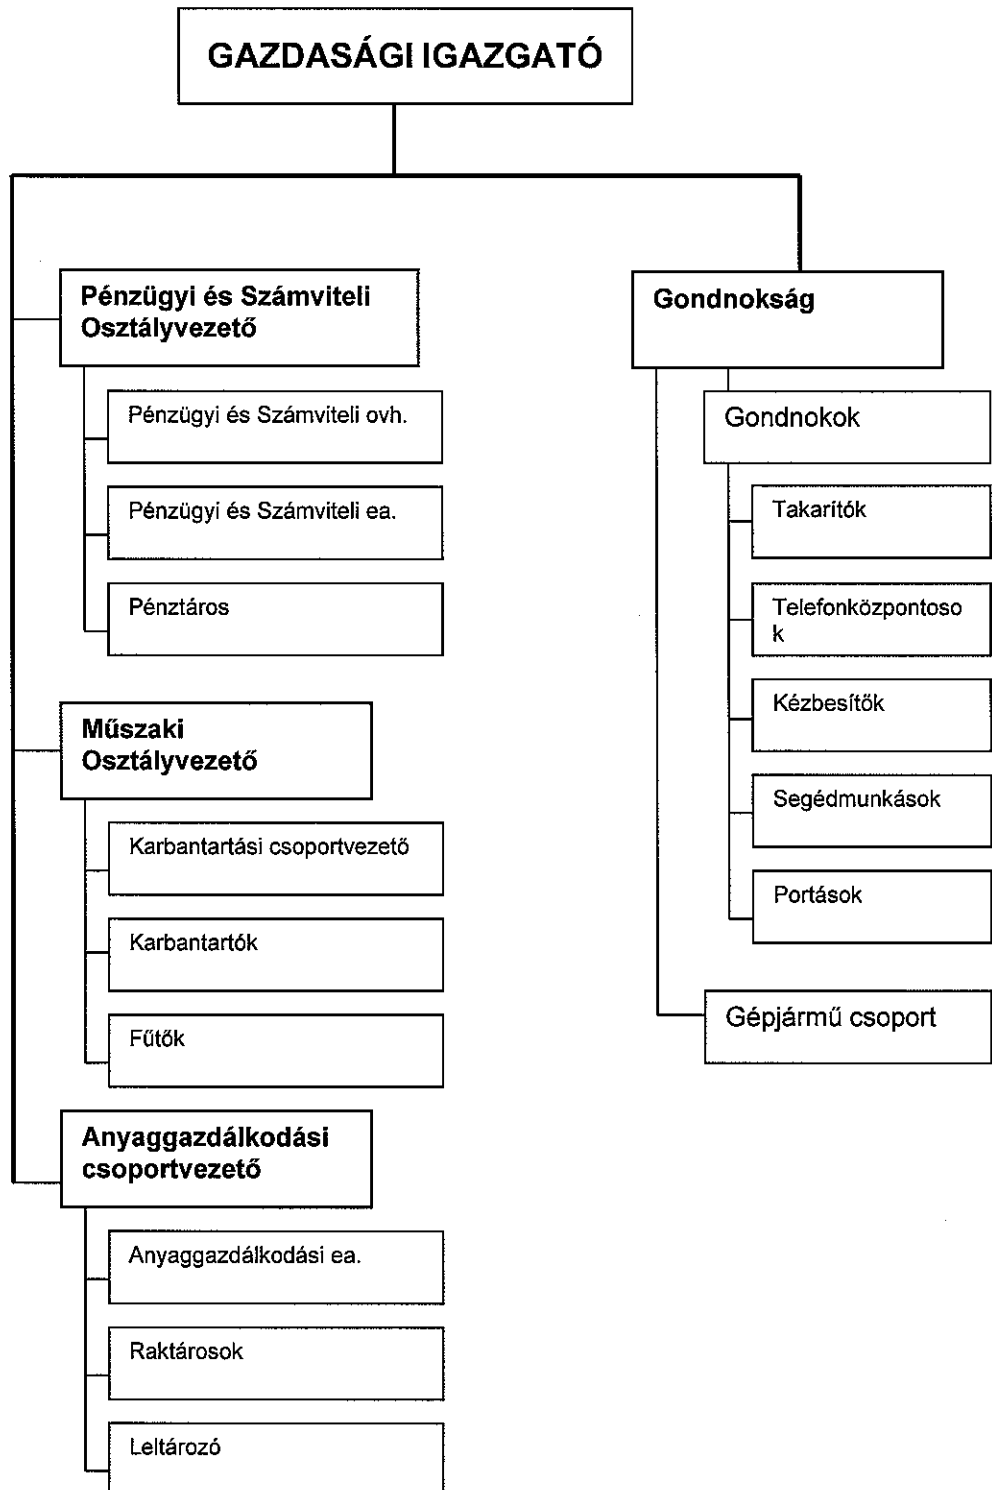 GAZDASÁGI IGAZGATÓ
Pénzügyi és Számviteli
Osztályvezető
Pénzügyi és Számviteli ovh.
Pénzügyi és Számviteli ea.
Pénztáros
Műszaki
Osztályvezető
Karbantartási csoportvezető
Karbantartók
Fűtők
Anyaggazdálkodási
csoportvezető
Anyaggazdálkodási ea.
Raktárosok
Leltározó
Gondnokság
Gondnokok
Takarítók
Telefonközpontoso
k
Kézbesítők
Segédmunkások
Portások
Gépjármű csoport